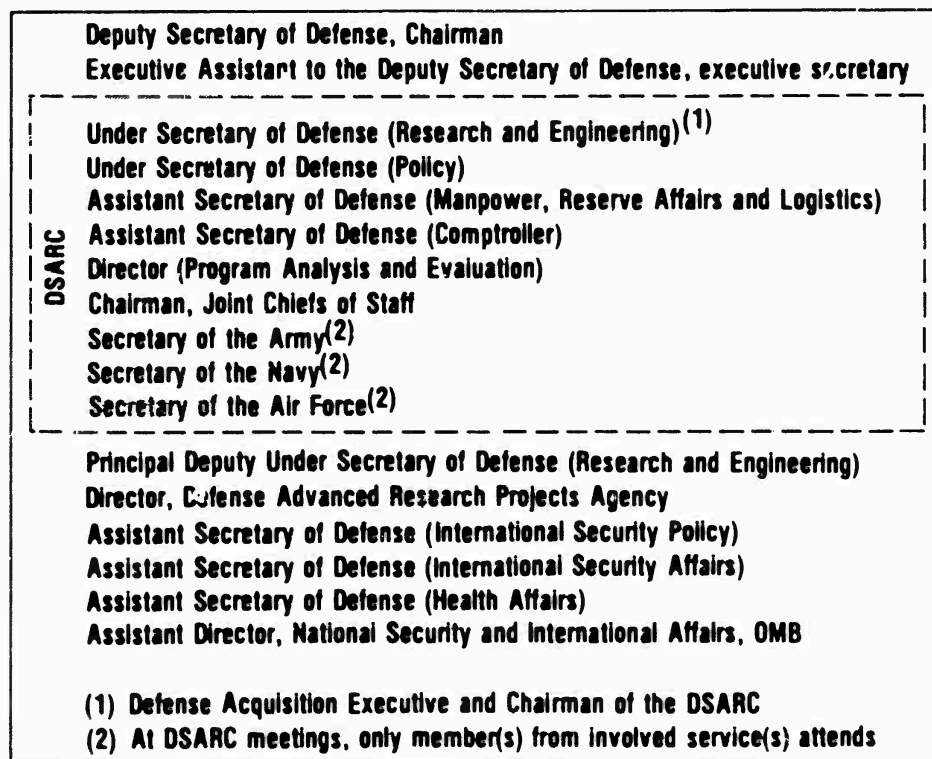 Deputy Secretary of Defense, Chairman
Executive Assistant to the Deputy Secretary of Defense, executive secretary
DSARC
Under Secretary of Defense (Research and Engineering)(1)
Under Secretary of Defense (Policy)
Assistant Secretary of Defense (Manpower, Reserve Affairs and Logistics)
Assistant Secretary of Defense (Comptroller)
Director (Program Analysis and Evaluation)
Chairman, Joint Chiefs of Staff
Secretary of the Army(2)
Secretary of the Navy(2)
Secretary of the Air Force(2)
Principal Deputy Under Secretary of Defense (Research and Engineering)
Director, Defense Advanced Research Projects Agency
Assistant Secretary of Defense (International Security Policy)
Assistant Secretary of Defense (International Security Affairs)
Assistant Secretary of Defense (Health Affairs)
Assistant Director, National Security and International Affairs, OMB
(1) Defense Acquisition Executive and Chairman of the DSARC
(2) At DSARC meetings, only member(s) from involved service(s) attends